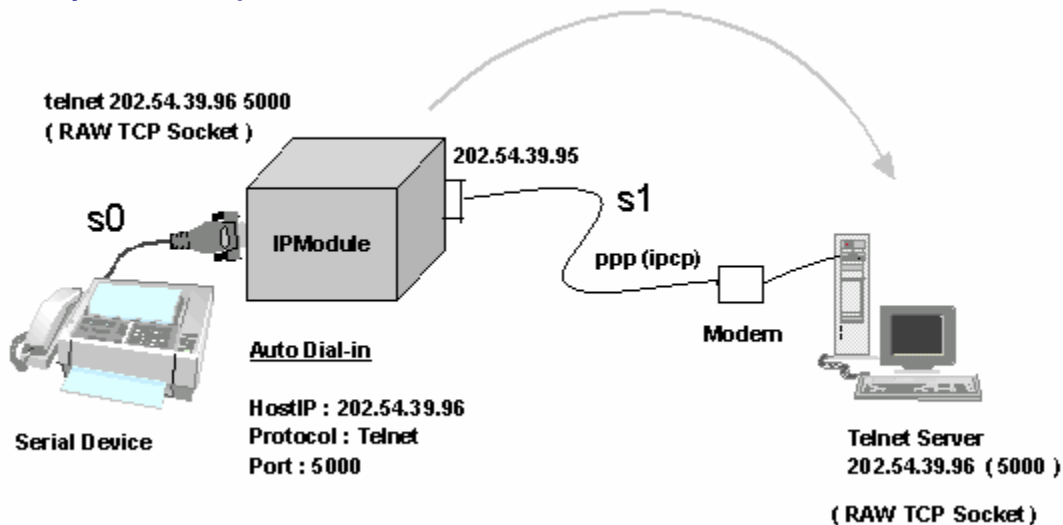 telnet 202.54.39.96 5000
( RAW TCP Socket )
202.54.39.95
s0
s1
IPModule
ppp (ipcp)
Modem
Auto Dial-in
HostIP : 202.54.39.96
Protocol : Telnet
Port : 5000
Serial Device
Telnet Server
202.54.39.96 ( 5000 )
( RAW TCP Socket )